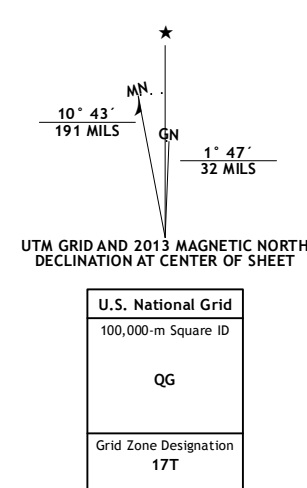 ★
MN
GN
10° 43´
191 MILS
1° 47´
32 MILS
UTM GRID AND 2013 MAGNETIC NORTH
DECLINATION AT CENTER OF SHEET
U.S. National Grid
100,000-m Square ID
QG
Grid Zone Designation
17T